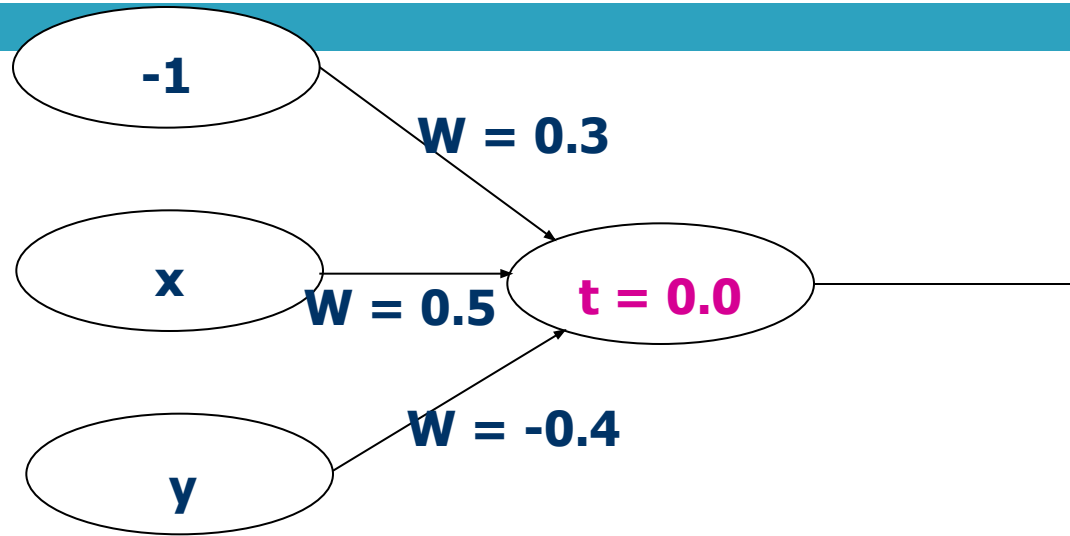 -1
W = 0.3
x
W = 0.5
t = 0.0
W = -0.4
y